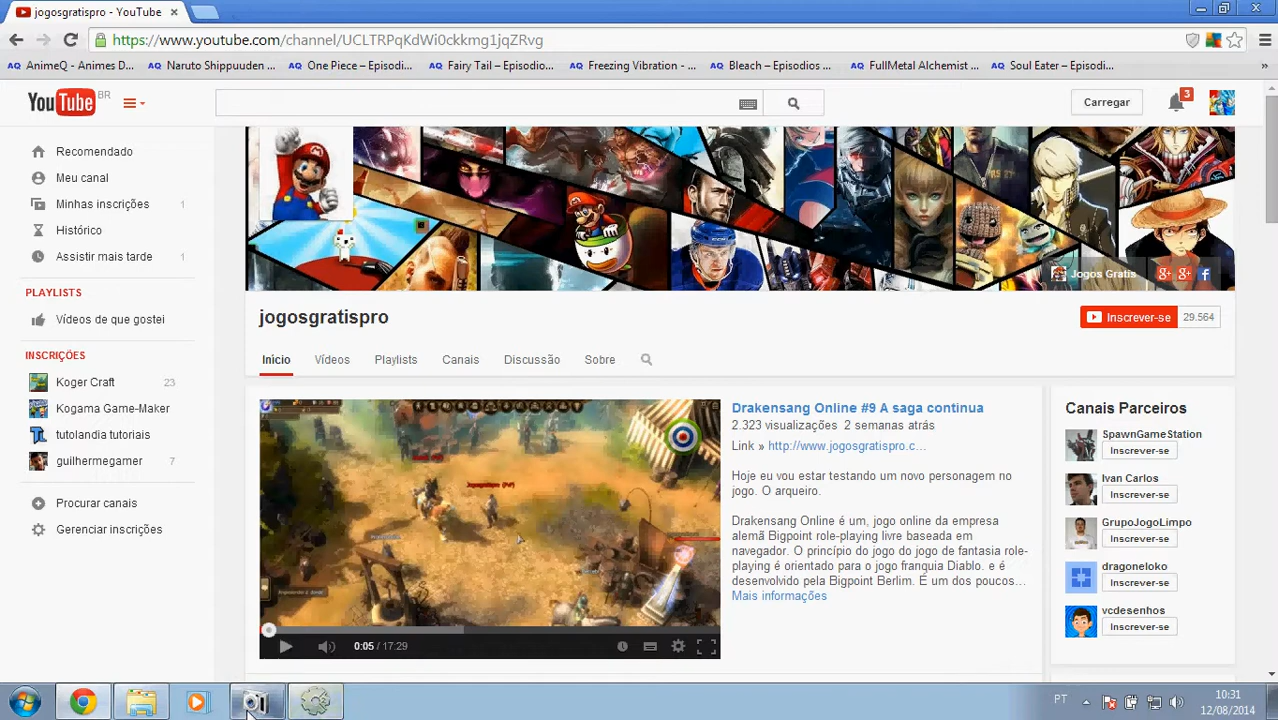 jogosgratispro - YouTube
https://www.youtube.com/channel/UCLTRPqKdWi0ckkmg1jqZRvg
AQ AnimeQ - Animes D...
AQ Naruto Shippuuden ...
AQ One Piece – Episodi...
AQ Fairy Tail – Episodio...
AQ Freezing Vibration - ...
AQ Bleach – Episodios ...
AQ FullMetal Alchemist ...
AQ Soul Eater – Episodi...
»
YouTube BR
Carregar
3
Recomendado
Meu canal
Minhas inscrições 1
Histórico
Assistir mais tarde 1
PLAYLISTS
Vídeos de que gostei
INSCRIÇÕES
Koger Craft 23
Kogama Game-Maker
tutolandia tutoriais
guilhermegamer 7
Procurar canais
Gerenciar inscrições
Jogos Gratis
jogosgratispro
Inscrever-se 29.564
Início Vídeos Playlists Canais Discussão Sobre
0:05 / 17:29
Drakensang Online #9 A saga continua
2.323 visualizações 2 semanas atrás
Link » http://www.jogosgratispro.c...
Hoje eu vou estar testando um novo personagem no
jogo. O arqueiro.
Drakensang Online é um, jogo online da empresa
alemã Bigpoint role-playing livre baseada em
navegador. O princípio do jogo do jogo de fantasia role-
playing é orientado para o jogo franquia Diablo. e é
desenvolvido pela Bigpoint Berlim. É um dos poucos...
Mais informações
Canais Parceiros
SpawnGameStation
Inscrever-se
Ivan Carlos
Inscrever-se
GrupoJogoLimpo
Inscrever-se
dragoneloko
Inscrever-se
vcdesenhos
Inscrever-se
PT
10:31
12/08/2014